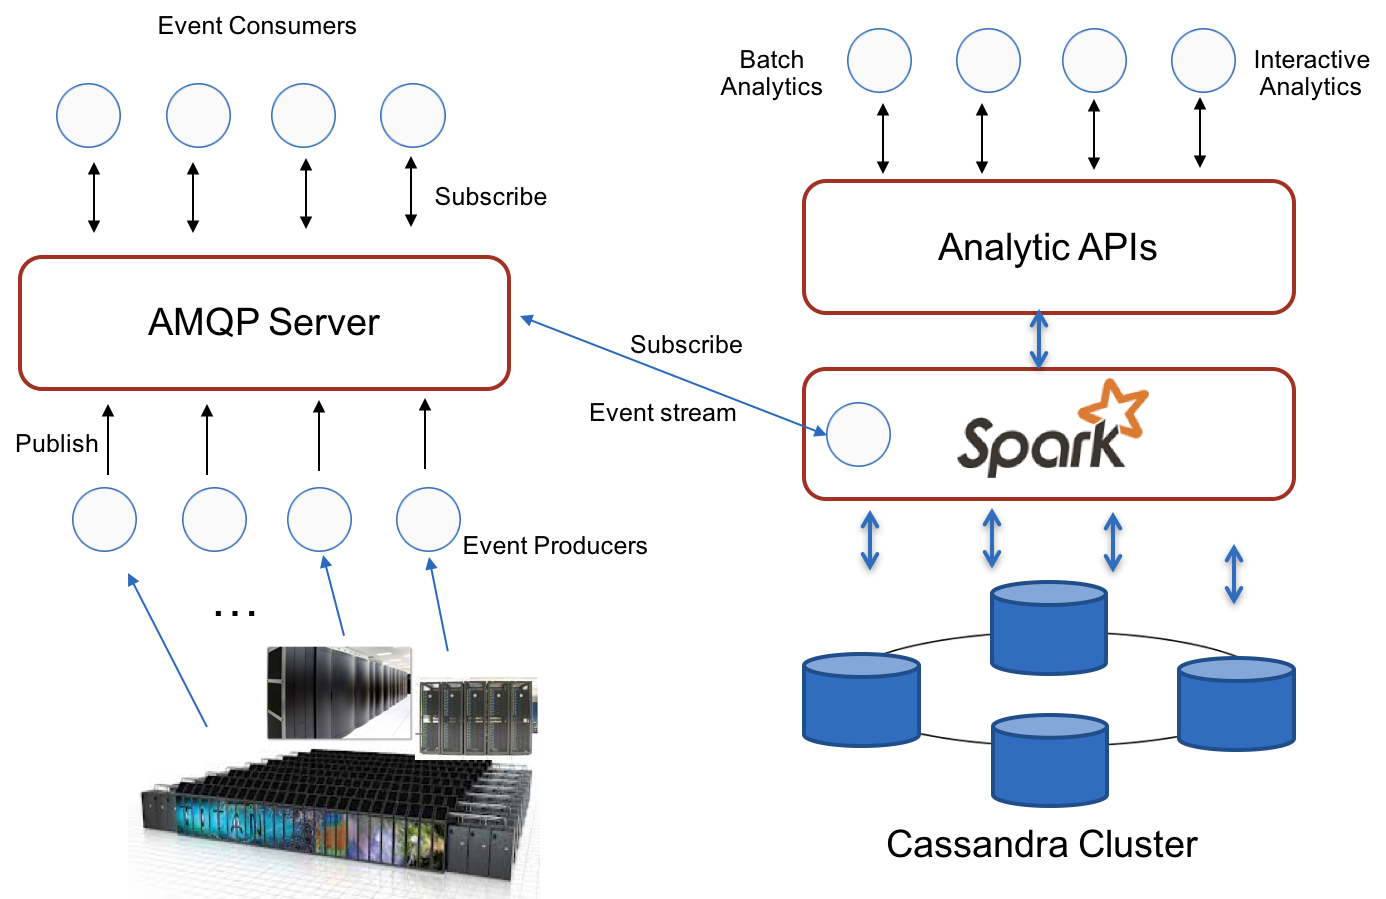 Event Consumers
Subscribe
AMQP Server
Publish
Event Producers
...
TITAN
Subscribe
Event stream
Batch
Analytics
Interactive
Analytics
Analytic APIs
Spark
Cassandra Cluster